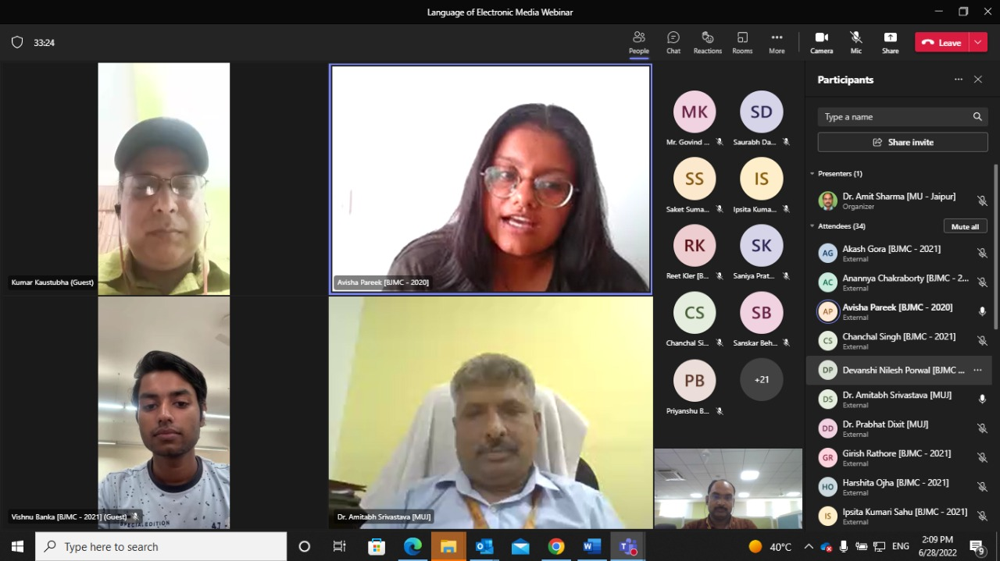 Language of Electronic Media Webinar
33:24
People
Chat
Reactions
Rooms
More
Camera
Mic
Share
Leave
Kumar Kaustubha (Guest)
Avisha Pareek [BJMC - 2020]
SPECIAL EDITION
Vishnu Banka [BJMC - 2021] (Guest)
Dr. Amitabh Srivastava [MUJ]
MK
SD
Mr. Govind ...
Saurabh Da...
SS
IS
Saket Suma...
Ipsita Kuma...
RK
SK
Reet Kler [B...
Saniya Prat...
CS
SB
Chanchal Si...
Sanskar Beh...
PB
+21
Priyanshu B...
Participants
Type a name
Share invite
Presenters (1)
Dr. Amit Sharma [MU - Jaipur]
Organizer
Attendees (34)
Mute all
AG
Akash Gora [BJMC - 2021]
External
AC
Anannya Chakraborty [BJMC - 2...
External
AP
Avisha Pareek [BJMC - 2020]
External
CS
Chanchal Singh [BJMC - 2021]
External
DP
Devanshi Nilesh Porwal [BJMC ...
DS
Dr. Amitabh Srivastava [MUJ]
External
DD
Dr. Prabhat Dixit [MUJ]
External
GR
Girish Rathore [BJMC - 2021]
External
HO
Harshita Ojha [BJMC - 2021]
External
IS
Ipsita Kumari Sahu [BJMC - 2021]
External
Type here to search
40°C
ENG
2:09 PM
6/28/2022
9